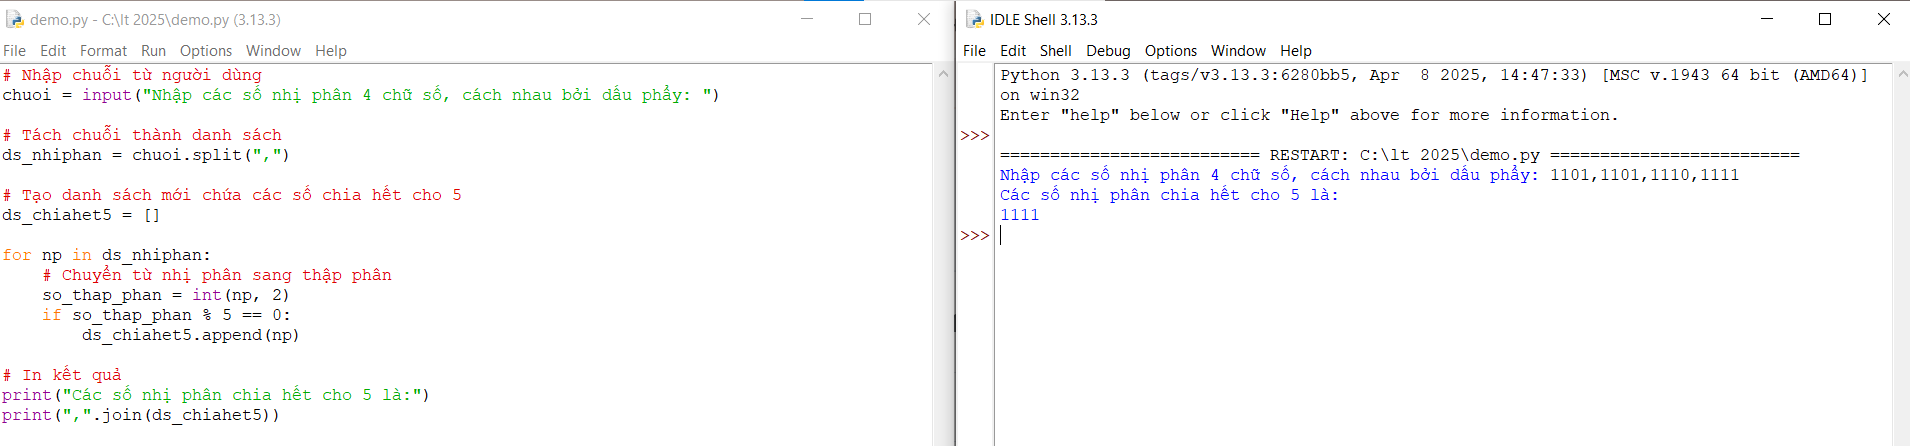 demo.py - C:\lt 2025\demo.py (3.13.3)
File Edit Format Run Options Window Help
# Nhập chuỗi từ người dùng
chuoi = input("Nhập các số nhị phân 4 chữ số, cách nhau bởi dấu phẩy: ")

# Tách chuỗi thành danh sách
ds_nhiphan = chuoi.split(",")

# Tạo danh sách mới chứa các số chia hết cho 5
ds_chiahet5 = []

for np in ds_nhiphan:
    # Chuyển từ nhị phân sang thập phân
    so_thap_phan = int(np, 2)
    if so_thap_phan % 5 == 0:
        ds_chiahet5.append(np)

# In kết quả
print("Các số nhị phân chia hết cho 5 là:")
print(",".join(ds_chiahet5))
IDLE Shell 3.13.3
File Edit Shell Debug Options Window Help
Python 3.13.3 (tags/v3.13.3:6280bb5, Apr  8 2025, 14:47:33) [MSC v.1943 64 bit (AMD64)]
on win32
Enter "help" below or click "Help" above for more information.
>>>
========================== RESTART: C:\lt 2025\demo.py =========================
Nhập các số nhị phân 4 chữ số, cách nhau bởi dấu phẩy: 1101,1101,1110,1111
Các số nhị phân chia hết cho 5 là:
1111
>>>